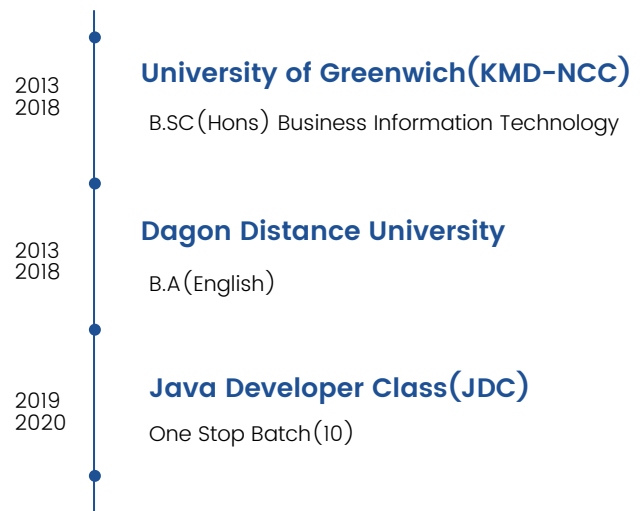 2013
2018
University of Greenwich(KMD-NCC)
B.SC(Hons) Business Information Technology
2013
2018
Dagon Distance University
B.A(English)
2019
2020
Java Developer Class(JDC)
One Stop Batch(10)